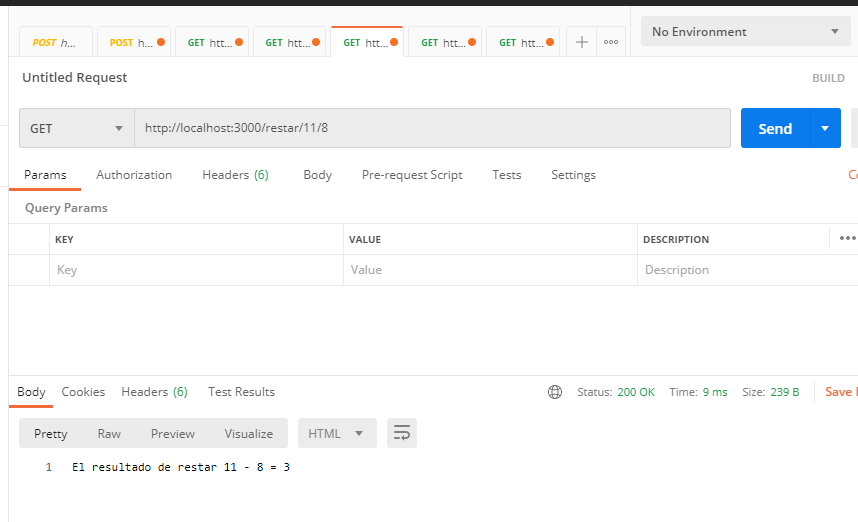 POST h... POST h... GET htt... GET htt... GET htt... GET htt... GET htt... No Environment
Untitled Request BUILD
GET http://localhost:3000/restar/11/8 Send
Params Authorization Headers (6) Body Pre-request Script Tests Settings
Query Params
KEY VALUE DESCRIPTION
Key Value Description
Body Cookies Headers (6) Test Results Status: 200 OK Time: 9 ms Size: 239 B Save
Pretty Raw Preview Visualize HTML
1 El resultado de restar 11 - 8 = 3